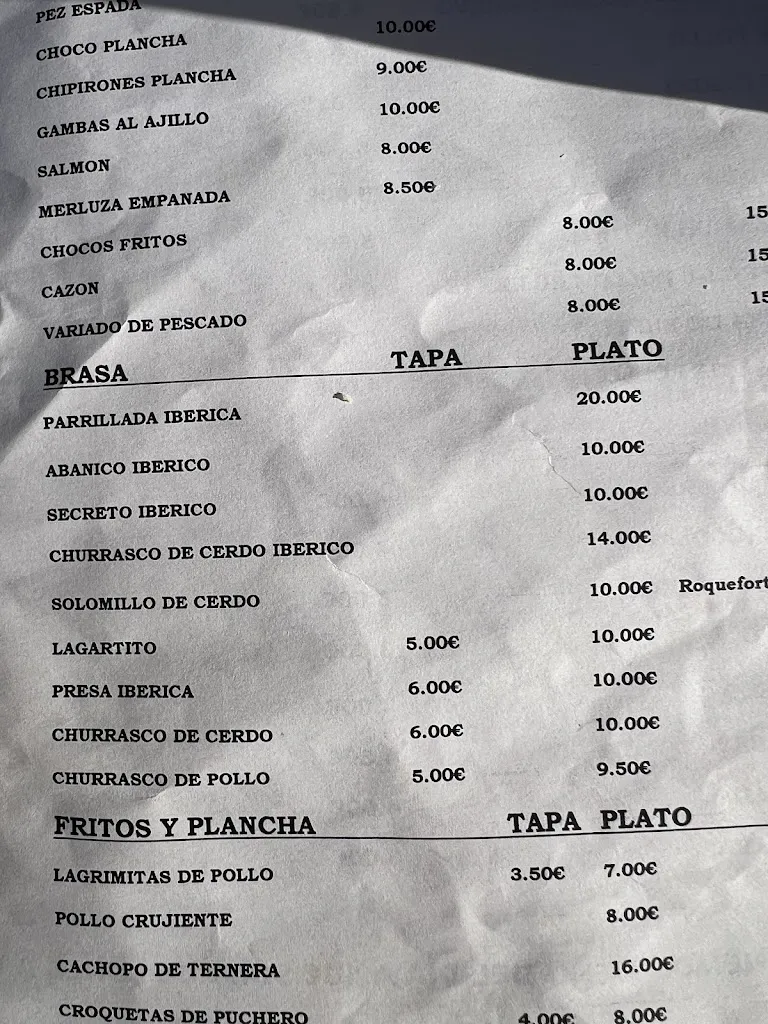 PEZ ESPADA
CHOCO PLANCHA 10.00€
CHIPIRONES PLANCHA 9.00€
GAMBAS AL AJILLO 10.00€
SALMON 8.00€
MERLUZA EMPANADA 8.50€
CHOCOS FRITOS 8.00€ 15
CAZON 8.00€ 15
VARIADO DE PESCADO 8.00€ 15
BRASA TAPA PLATO
PARRILLADA IBERICA 20.00€
ABANICO IBERICO 10.00€
SECRETO IBERICO 10.00€
CHURRASCO DE CERDO IBERICO 14.00€
SOLOMILLO DE CERDO 10.00€ Roquefort
LAGARTITO 5.00€ 10.00€
PRESA IBERICA 6.00€ 10.00€
CHURRASCO DE CERDO 6.00€ 10.00€
CHURRASCO DE POLLO 5.00€ 9.50€
FRITOS Y PLANCHA TAPA PLATO
LAGRIMITAS DE POLLO 3.50€ 7.00€
POLLO CRUJIENTE 8.00€
CACHOPO DE TERNERA 16.00€
CROQUETAS DE PUCHERO 4.00€ 8.00€